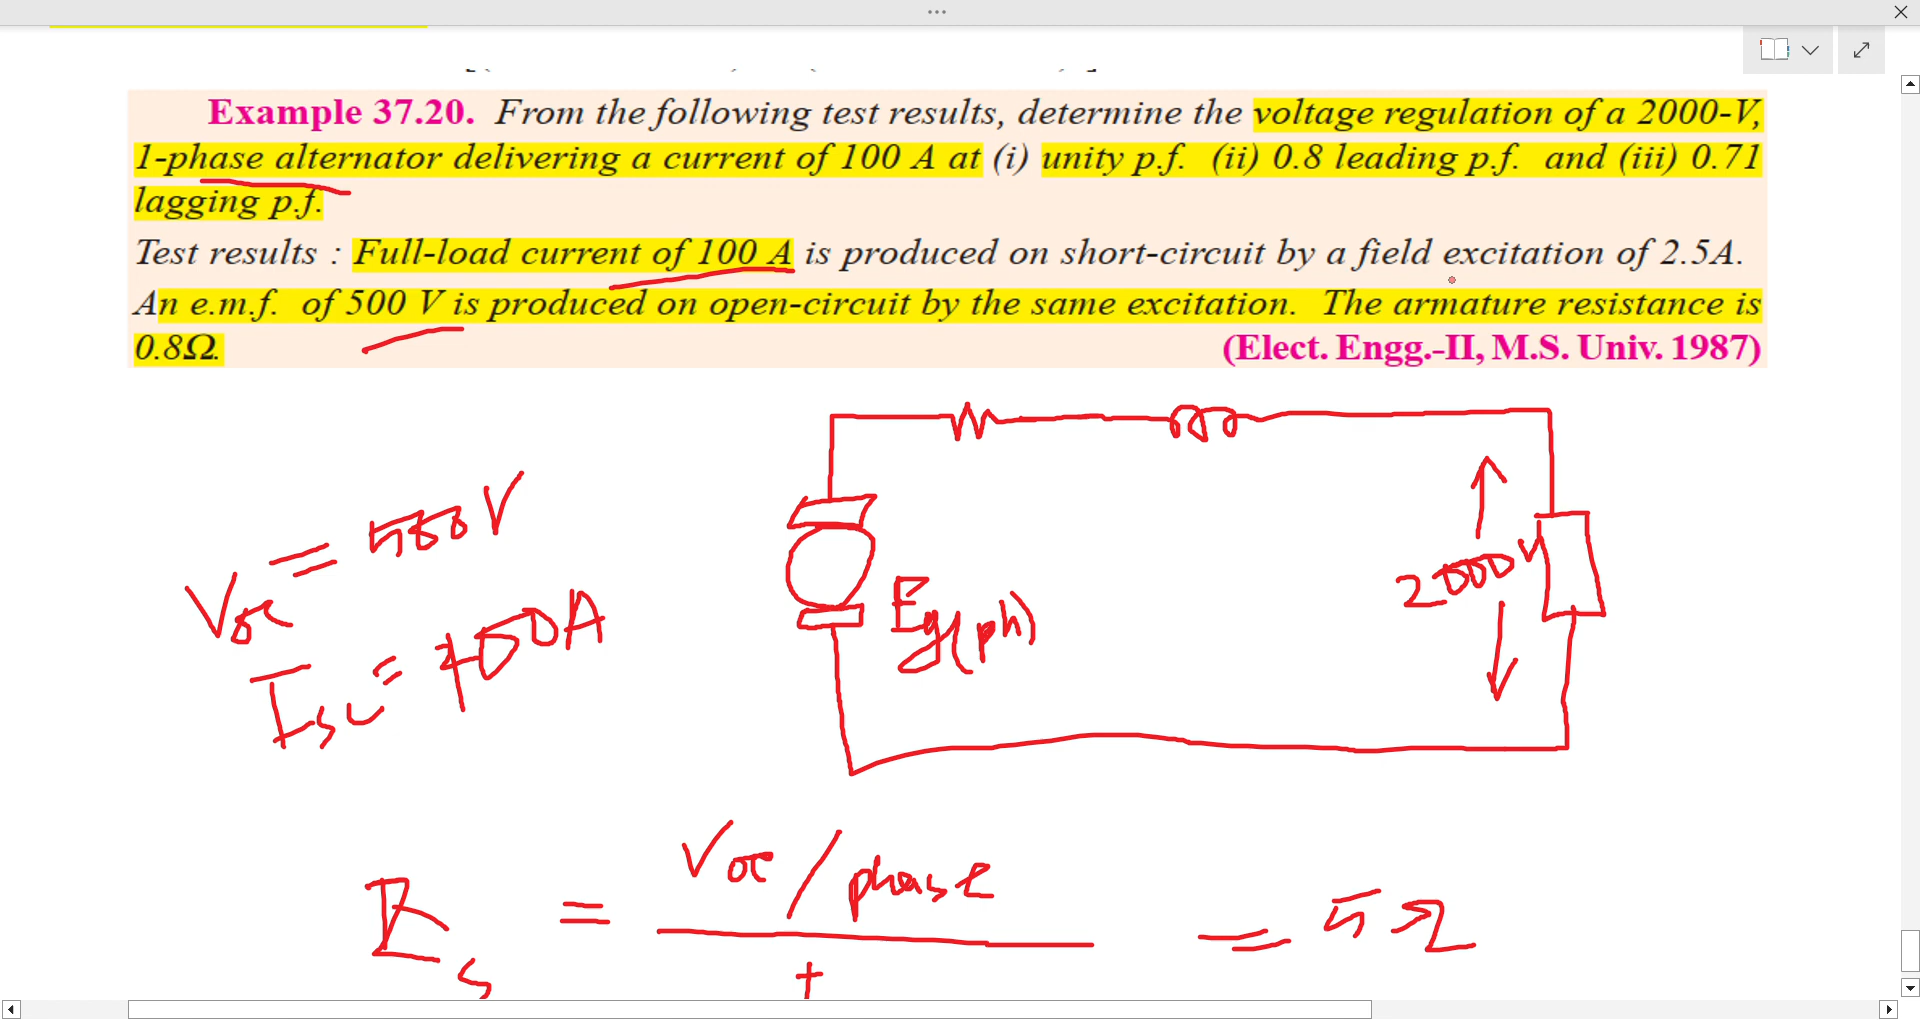 Example 37.20. From the following test results, determine the voltage regulation of a 2000-V,
1-phase alternator delivering a current of 100 A at (i) unity p.f. (ii) 0.8 leading p.f. and (iii) 0.71
lagging p.f.
Test results : Full-load current of 100 A is produced on short-circuit by a field excitation of 2.5A.
An e.m.f. of 500 V is produced on open-circuit by the same excitation. The armature resistance is
0.8Ω. (Elect. Engg.-II, M.S. Univ. 1987)
Voc = 500V
Isc = 100A
Eg(ph)
2000V
Voc / phase
= = 5Ω
s